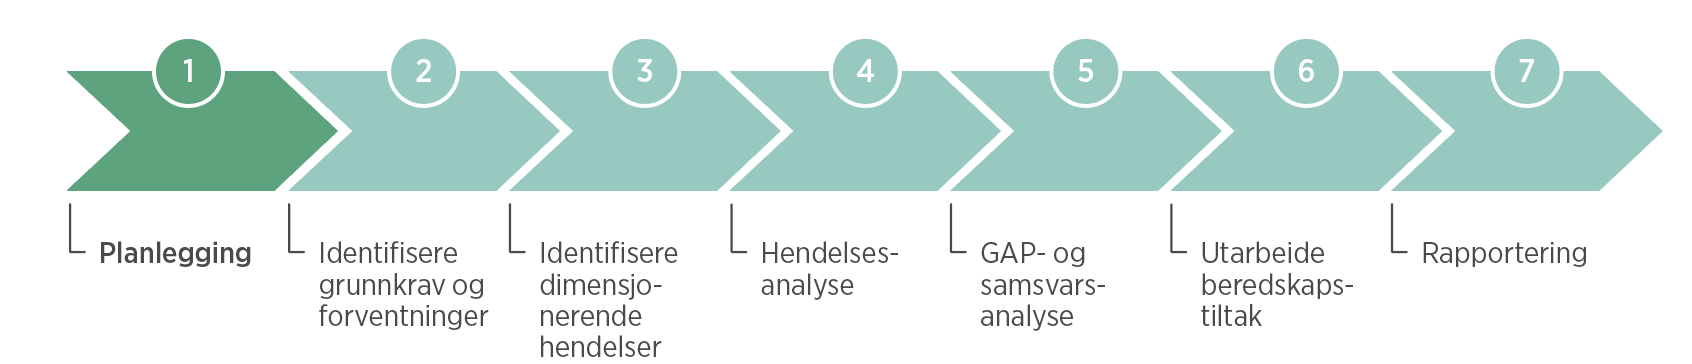 1
2
3
4
5
6
7
Planlegging
Identifisere
grunnkrav og
forventninger
Identifisere
dimensjo-
nerende
hendelser
Hendelses-
analyse
GAP- og
samsvars-
analyse
Utarbeide
beredskaps-
tiltak
Rapportering